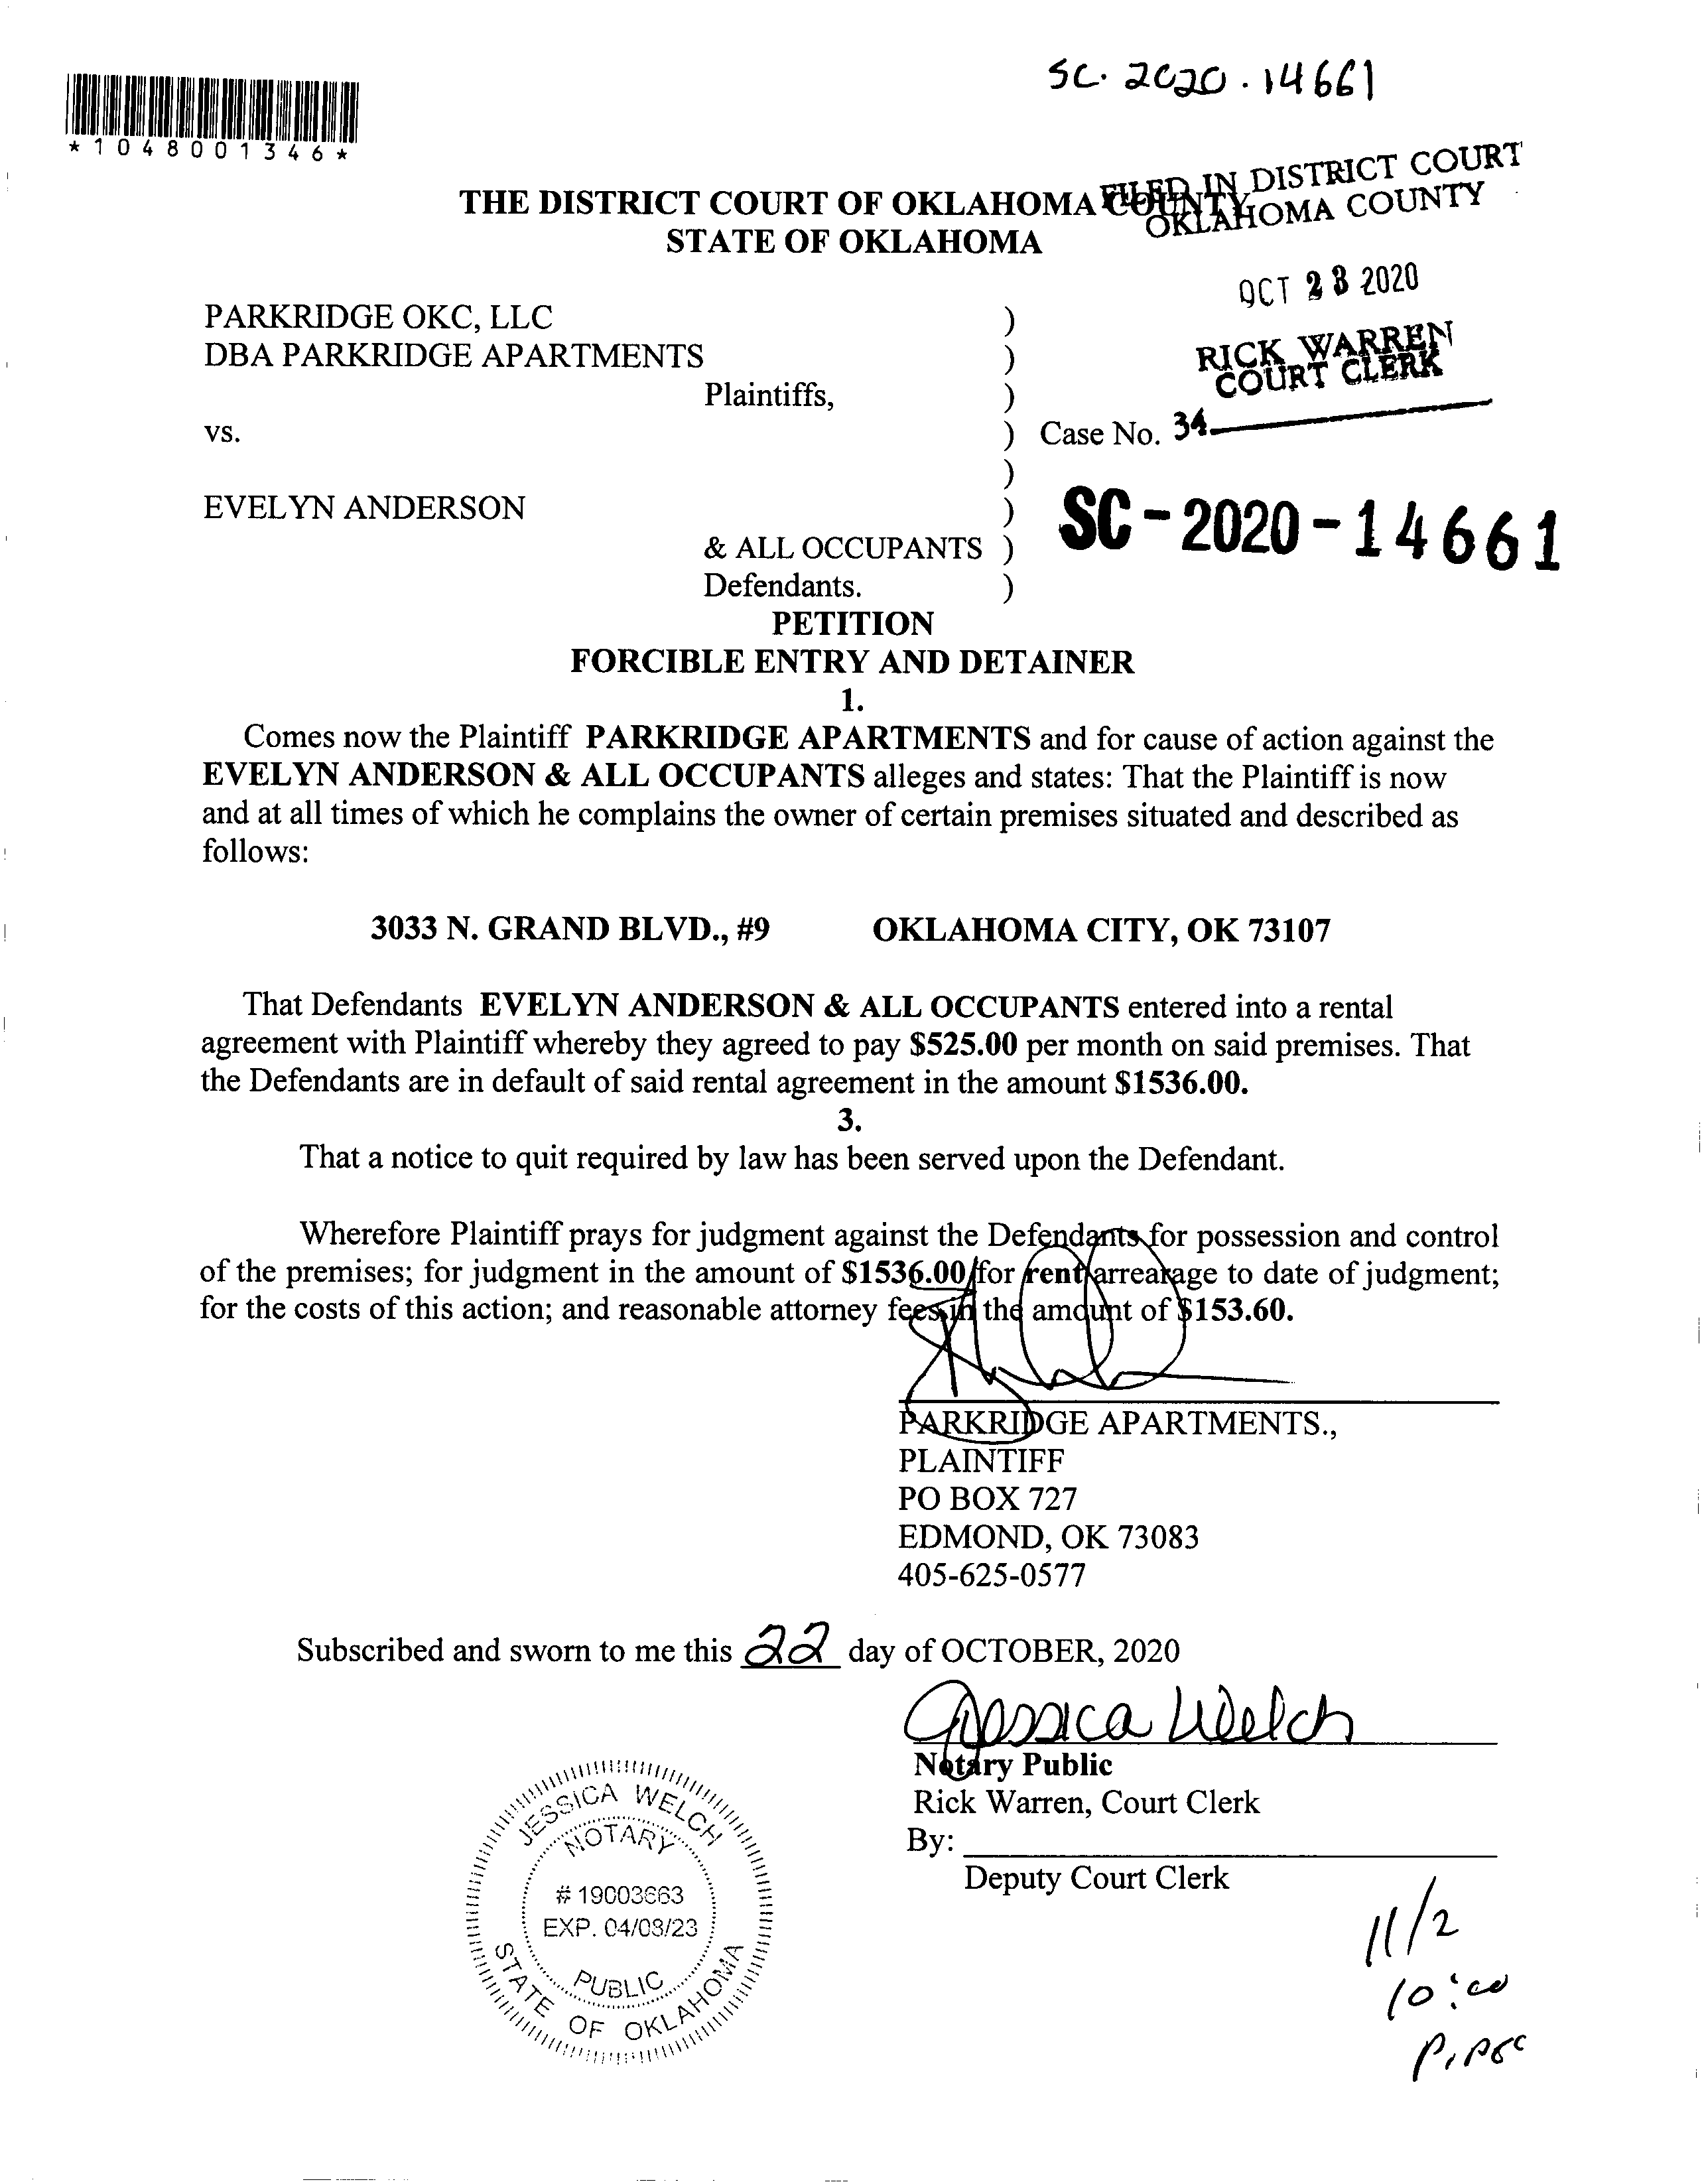 SC. 2020. 14661
*1048001346*
FILED IN DISTRICT COURT
OKLAHOMA COUNTY
THE DISTRICT COURT OF OKLAHOMA COUNTY
STATE OF OKLAHOMA
OCT 23 2020
RICK WARREN
COURT CLERK
34
PARKRIDGE OKC, LLC )
DBA PARKRIDGE APARTMENTS )
Plaintiffs, )
vs. ) Case No.
)
EVELYN ANDERSON )
SC-2020-14661
& ALL OCCUPANTS )
Defendants. )
PETITION
FORCIBLE ENTRY AND DETAINER
1.
Comes now the Plaintiff PARKRIDGE APARTMENTS and for cause of action against the
EVELYN ANDERSON & ALL OCCUPANTS alleges and states: That the Plaintiff is now
and at all times of which he complains the owner of certain premises situated and described as
follows:
3033 N. GRAND BLVD., #9 OKLAHOMA CITY, OK 73107
That Defendants EVELYN ANDERSON & ALL OCCUPANTS entered into a rental
agreement with Plaintiff whereby they agreed to pay $525.00 per month on said premises. That
the Defendants are in default of said rental agreement in the amount $1536.00.
3.
That a notice to quit required by law has been served upon the Defendant.
Wherefore Plaintiff prays for judgment against the Defendants for possession and control
of the premises; for judgment in the amount of $1536.00 for rent arrearage to date of judgment;
for the costs of this action; and reasonable attorney fees in the amount of $153.60.
PARKRIDGE APARTMENTS.,
PLAINTIFF
PO BOX 727
EDMOND, OK 73083
405-625-0577
Subscribed and sworn to me this 22 day of OCTOBER, 2020
Jessica Welch
Notary Public
Rick Warren, Court Clerk
By:
Deputy Court Clerk
JESSICA WELCH
NOTARY
# 19003663
EXP. 04/08/23
PUBLIC
STATE OF OKLAHOMA
11/2
10:00